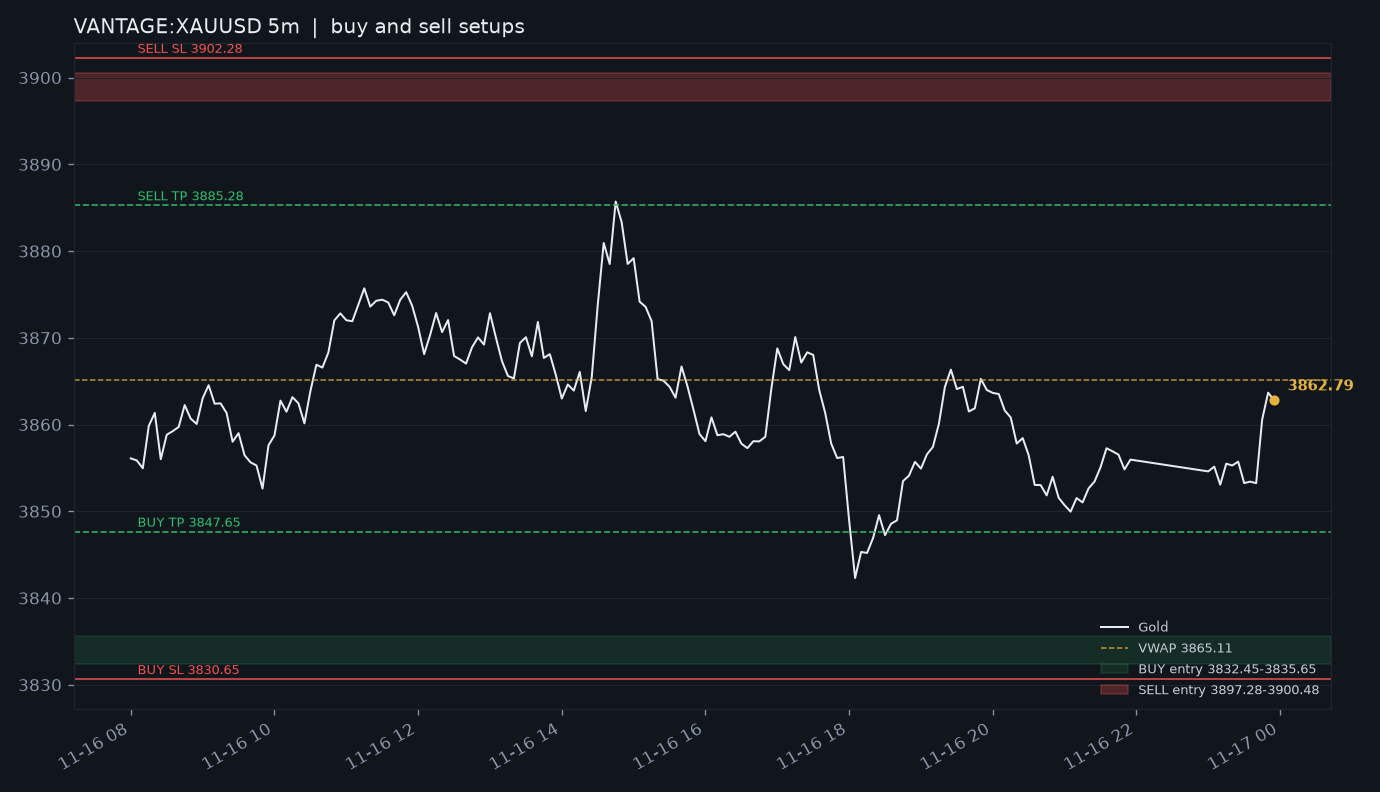 VANTAGE:XAUUSD 5m | buy and sell setups
SELL SL 3902.28
3900
3890
SELL TP 3885.28
3880
3870
3862.79
3860
3850
BUY TP 3847.65
3840
Gold
VWAP 3865.11
BUY entry 3832.45-3835.65
SELL entry 3897.28-3900.48
BUY SL 3830.65
3830
11-16 08
11-16 10
11-16 12
11-16 14
11-16 16
11-16 18
11-16 20
11-16 22
11-17 00